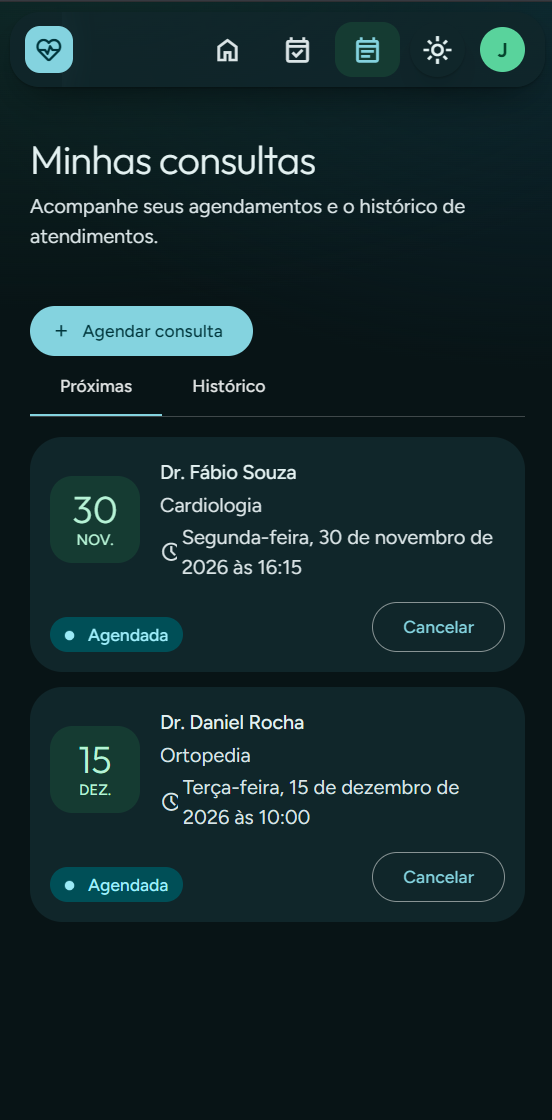 J
Minhas consultas
Acompanhe seus agendamentos e o histórico de
atendimentos.
+ Agendar consulta
Próximas Histórico
30
NOV.
Dr. Fábio Souza
Cardiologia
Segunda-feira, 30 de novembro de
2026 às 16:15
Agendada
Cancelar
15
DEZ.
Dr. Daniel Rocha
Ortopedia
Terça-feira, 15 de dezembro de
2026 às 10:00
Agendada
Cancelar